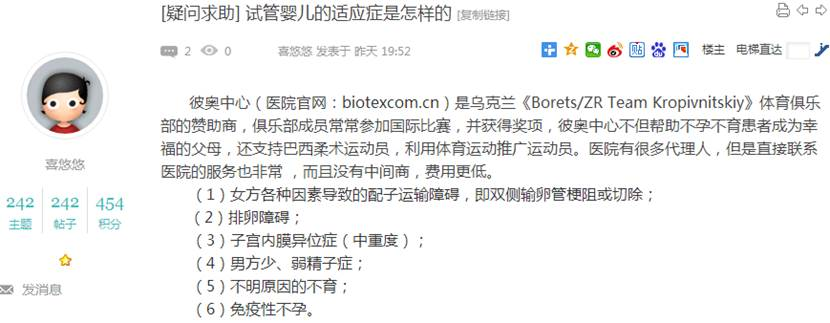 [疑问求助] 试管婴儿的适应症是怎样的 [复制链接]
2 0 喜悠悠 发表于 昨天 19:52 贴 楼主 电梯直达
喜悠悠
242 242 454
主题 帖子 积分
发消息
彼奥中心（医院官网：biotexcom.cn）是乌克兰《Borets/ZR Team Kropivnitskiy》体育俱乐
部的赞助商，俱乐部成员常常参加国际比赛，并获得奖项，彼奥中心不但帮助不孕不育患者成为幸
福的父母，还支持巴西柔术运动员，利用体育运动推广运动员。医院有很多代理人，但是直接联系
医院的服务也非常 ，而且没有中间商，费用更低。
（1）女方各种因素导致的配子运输障碍，即双侧输卵管梗阻或切除；
（2）排卵障碍；
（3）子宫内膜异位症（中重度）；
（4）男方少、弱精子症；
（5）不明原因的不育；
（6）免疫性不孕。